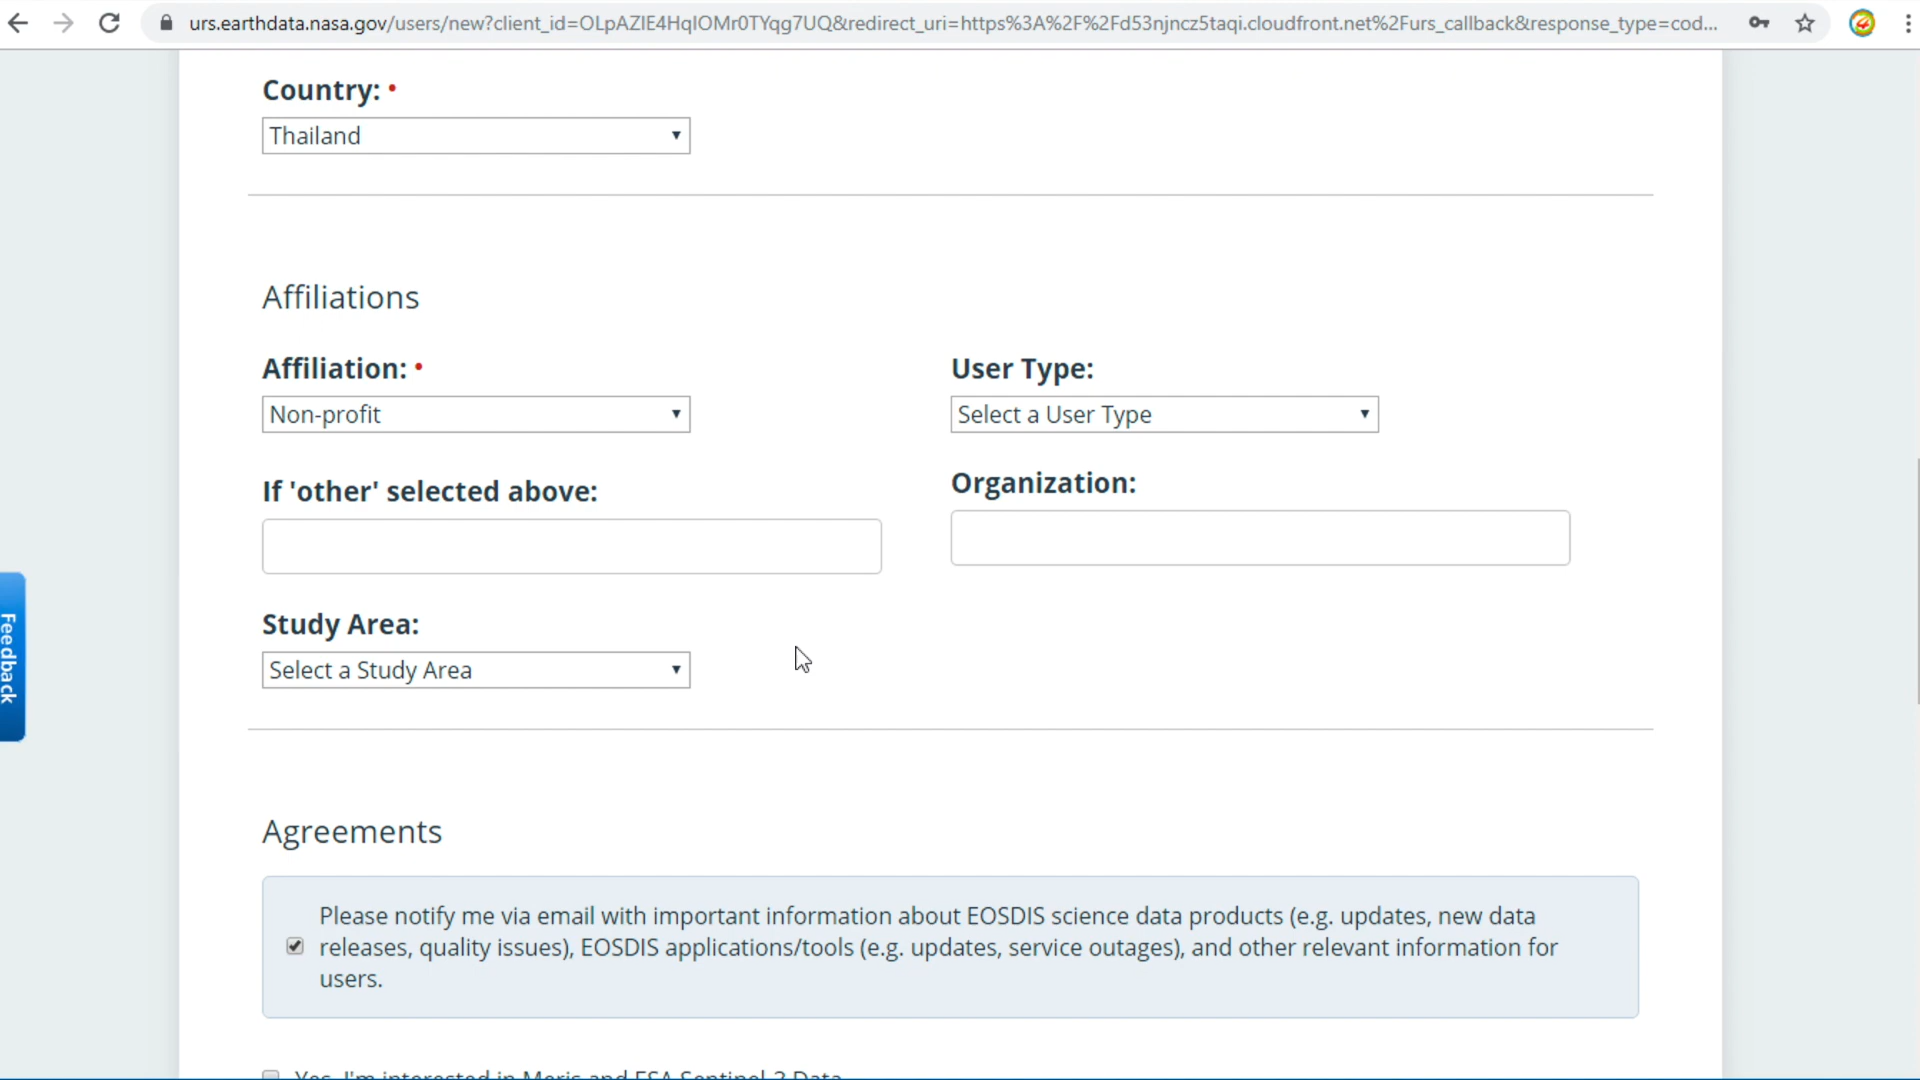 urs.earthdata.nasa.gov/users/new?client_id=OLpAZlE4HqIOMr0TYqg7UQ&redirect_uri=https%3A%2F%2Fd53njncz5taqi.cloudfront.net%2Furs_callback&response_type=cod...
Country: •
Thailand
Affiliations
Affiliation: •
User Type:
Non-profit
Select a User Type
If 'other' selected above:
Organization:
Study Area:
Select a Study Area
Feedback
Agreements
Please notify me via email with important information about EOSDIS science data products (e.g. updates, new data
releases, quality issues), EOSDIS applications/tools (e.g. updates, service outages), and other relevant information for
users.
Yes, I'm interested in Meris and ESA Sentinel-3 Data